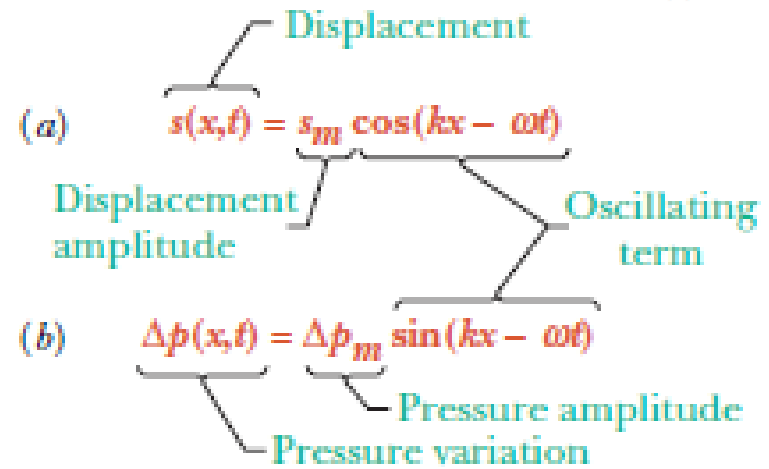 Displacement
(a) s(x,t) = s_m cos(kx – ωt)
Displacement amplitude
Oscillating term
(b) Δp(x,t) = Δp_m sin(kx – ωt)
Pressure amplitude
Pressure variation